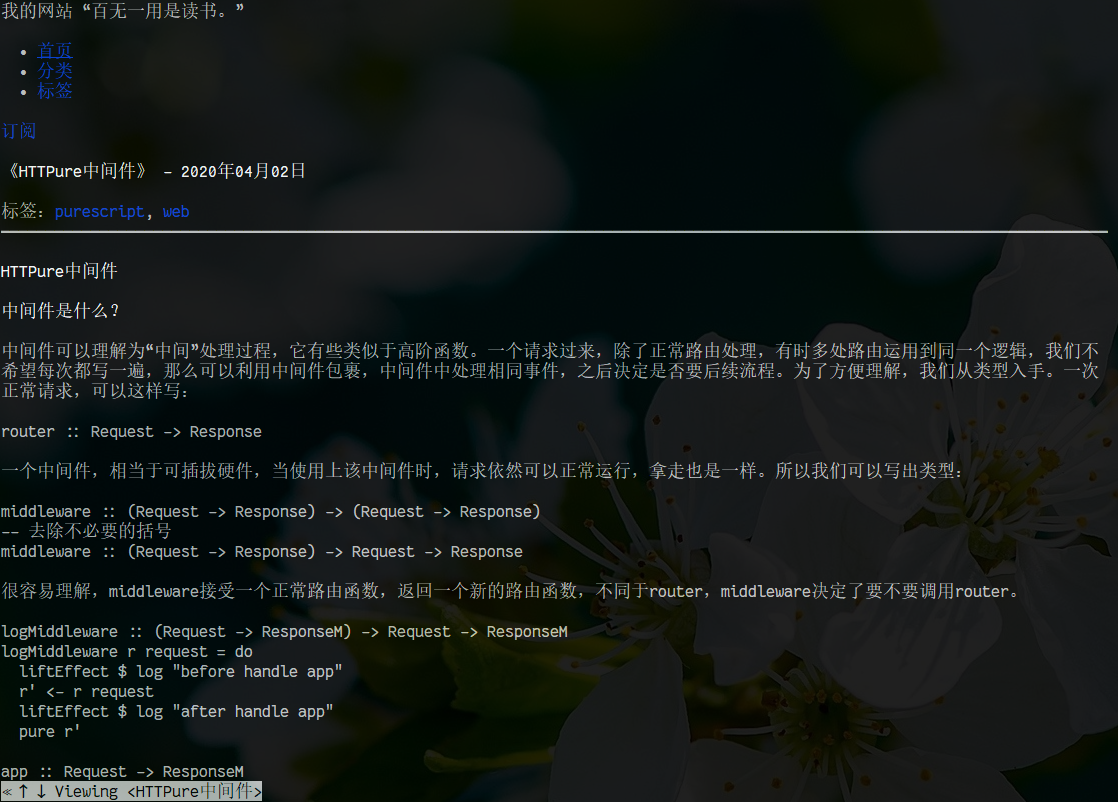 我的网站“百无一用是读书。”
• 首页
• 分类
• 标签
订阅
《HTTPure中间件》 - 2020年04月02日
标签：purescript, web
HTTPure中间件
中间件是什么？
中间件可以理解为“中间”处理过程，它有些类似于高阶函数。一个请求过来，除了正常路由处理，有时多处路由运用到同一个逻辑，我们不
希望每次都写一遍，那么可以利用中间件包裹，中间件中处理相同事件，之后决定是否要后续流程。为了方便理解，我们从类型入手。一次
正常请求，可以这样写：
router :: Request -> Response
一个中间件，相当于可插拔硬件，当使用上该中间件时，请求依然可以正常运行，拿走也是一样。所以我们可以写出类型：
middleware :: (Request -> Response) -> (Request -> Response)
-- 去除不必要的括号
middleware :: (Request -> Response) -> Request -> Response
很容易理解，middleware接受一个正常路由函数，返回一个新的路由函数，不同于router，middleware决定了要不要调用router。
logMiddleware :: (Request -> ResponseM) -> Request -> ResponseM
logMiddleware r request = do
  liftEffect $ log "before handle app"
  r' <- r request
  liftEffect $ log "after handle app"
  pure r'
app :: Request -> ResponseM
≪ ↑ ↓ Viewing <HTTPure中间件>